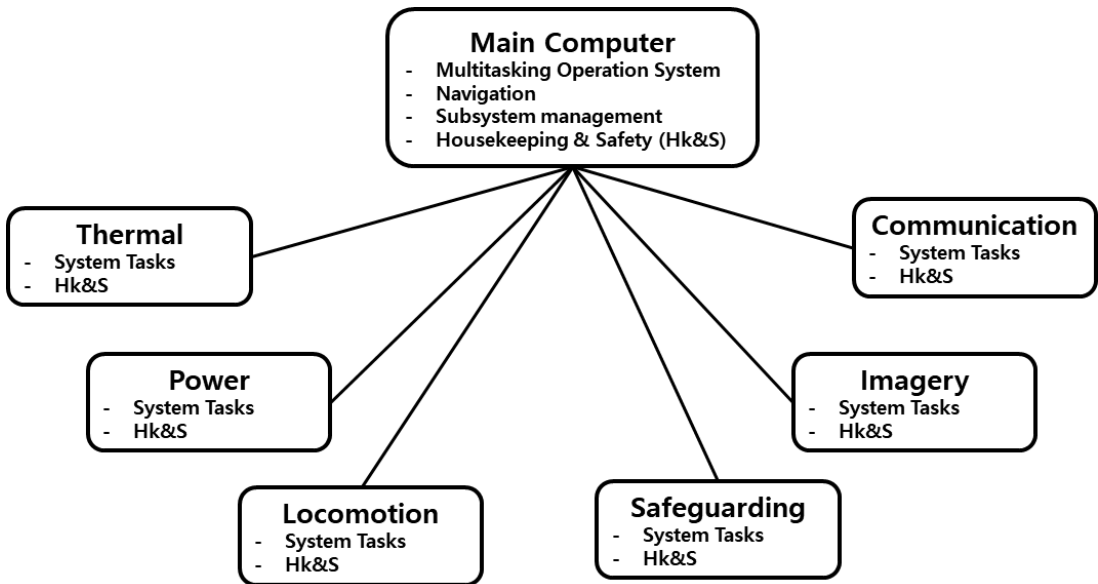 Main Computer
- Multitasking Operation System
- Navigation
- Subsystem management
- Housekeeping & Safety (Hk&S)
Thermal
- System Tasks
- Hk&S
Communication
- System Tasks
- Hk&S
Power
- System Tasks
- Hk&S
Imagery
- System Tasks
- Hk&S
Locomotion
- System Tasks
- Hk&S
Safeguarding
- System Tasks
- Hk&S